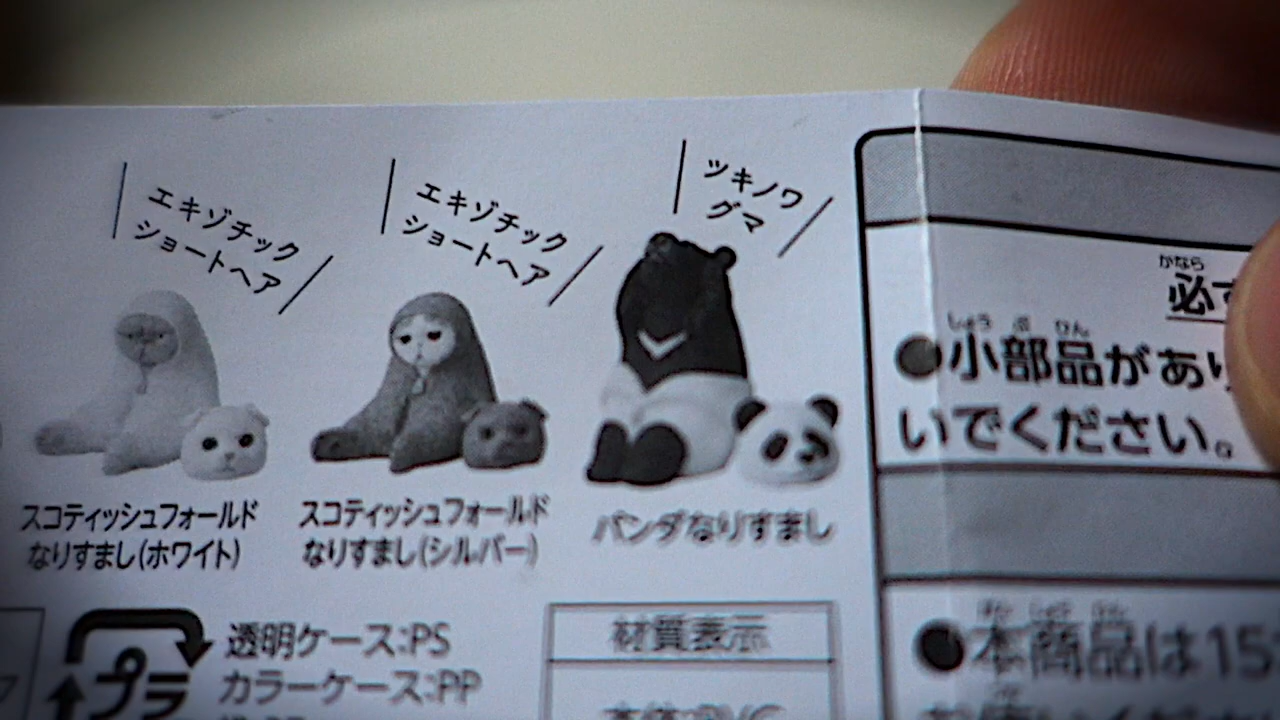 エキゾチック
ショートヘア
エキゾチック
ショートヘア
ツキノワ
グマ
スコティッシュフォールド
なりすまし(ホワイト)
スコティッシュフォールド
なりすまし(シルバー)
パンダなりすまし
プラ
透明ケース:PS
カラーケース:PP
材質表示
かなら
必ず
しょう ぶ ひん
●小部品があり
いでください。
●本商品は15